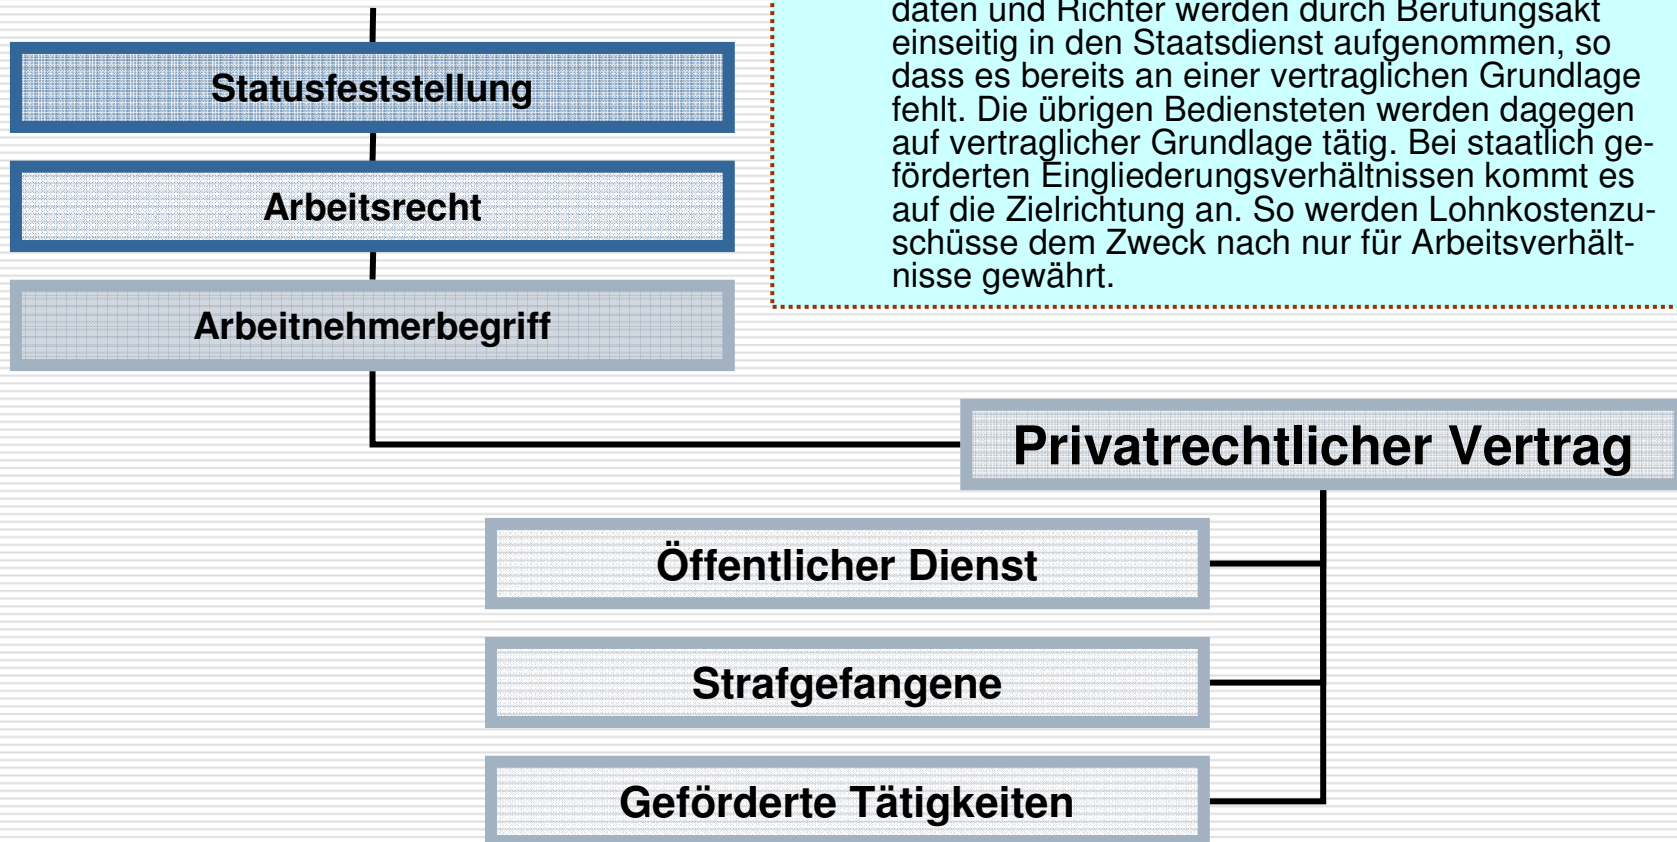 daten und Richter werden durch Berufungsakt
einseitig in den Staatsdienst aufgenommen, so
dass es bereits an einer vertraglichen Grundlage
fehlt. Die übrigen Bediensteten werden dagegen
auf vertraglicher Grundlage tätig. Bei staatlich ge-
förderten Eingliederungsverhältnissen kommt es
auf die Zielrichtung an. So werden Lohnkostenzu-
schüsse dem Zweck nach nur für Arbeitsverhält-
nisse gewährt.
Statusfeststellung
Arbeitsrecht
Arbeitnehmerbegriff
Privatrechtlicher Vertrag
Öffentlicher Dienst
Strafgefangene
Geförderte Tätigkeiten